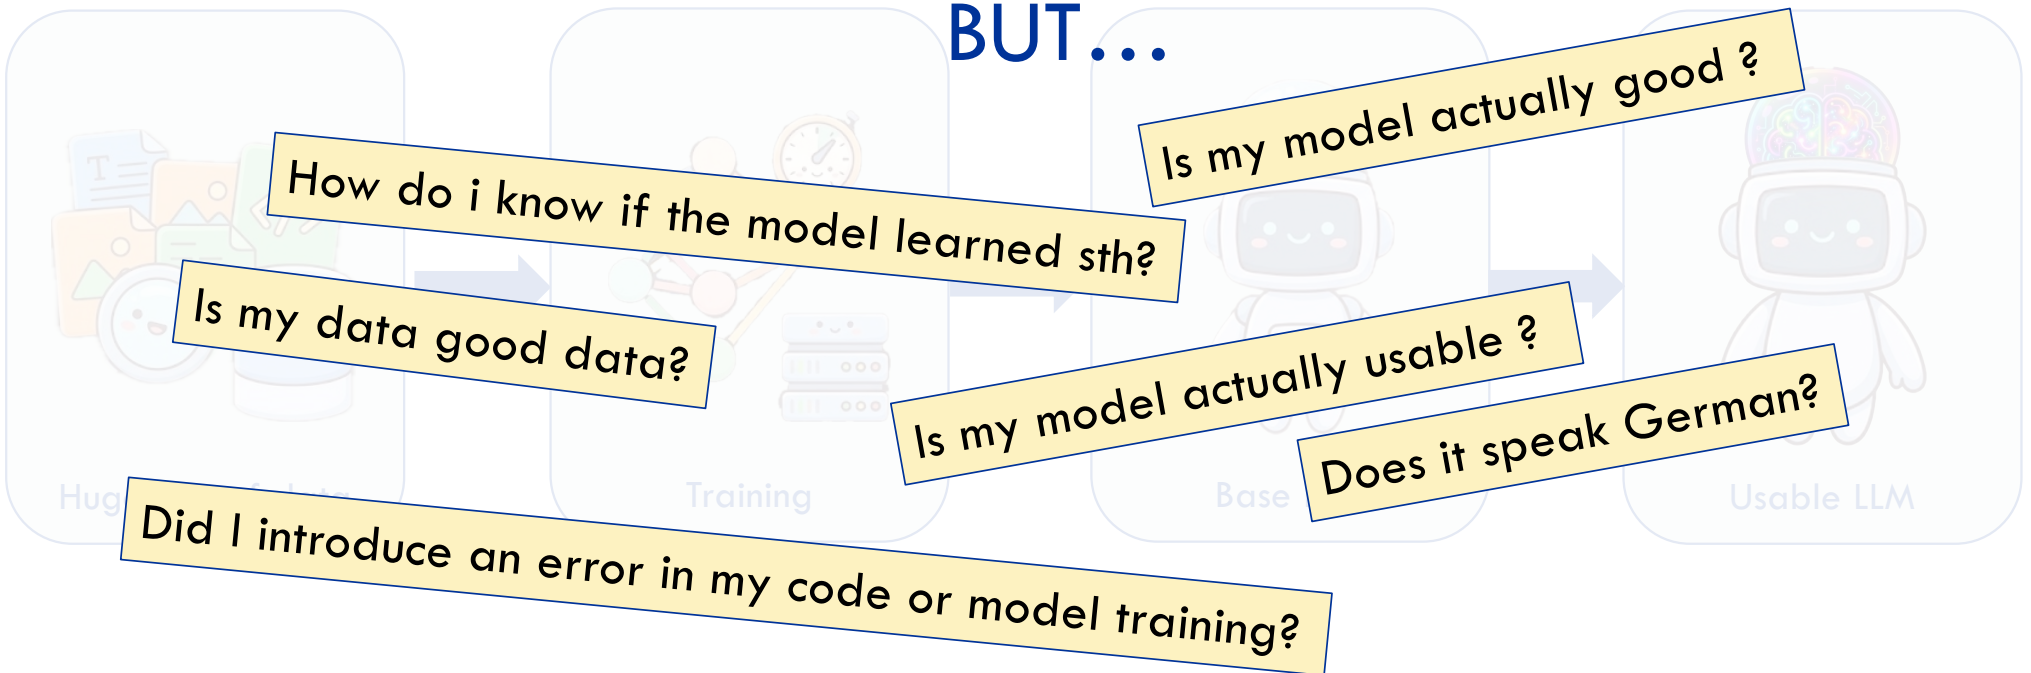 BUT...
Is my model actually good ?
How do i know if the model learned sth?
Is my data good data?
Is my model actually usable ?
Does it speak German?
Did I introduce an error in my code or model training?
Training
Base
Usable LLM